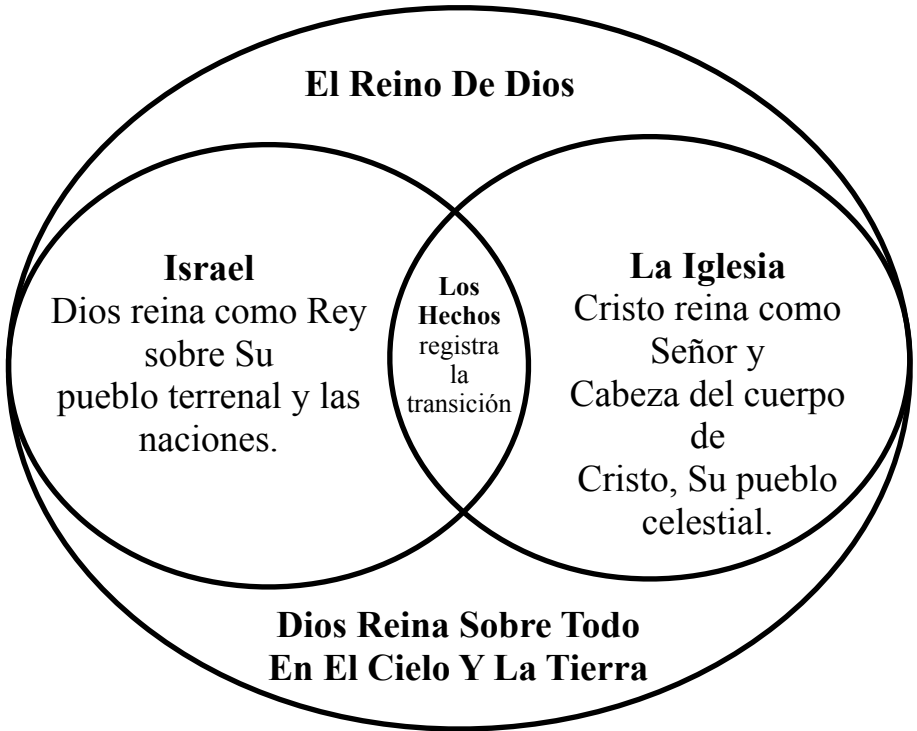 El Reino De Dios
Israel
Dios reina como Rey
sobre Su
pueblo terrenal y las
naciones.
Los
Hechos
registra
la
transición
La Iglesia
Cristo reina como
Señor y
Cabeza del cuerpo
de
Cristo, Su pueblo
celestial.
Dios Reina Sobre Todo
En El Cielo Y La Tierra